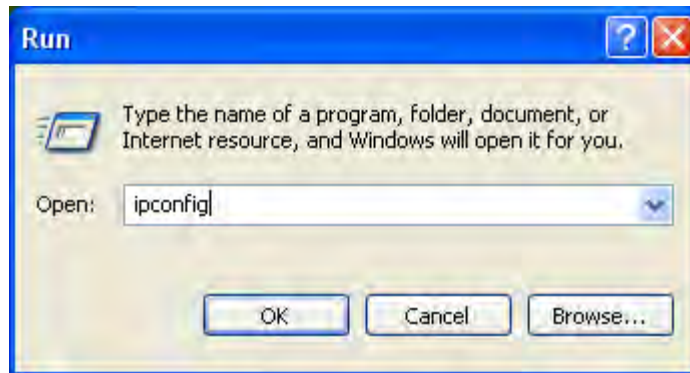 Run
Type the name of a program, folder, document, or
Internet resource, and Windows will open it for you.
Open: ipconfig
OK Cancel Browse...